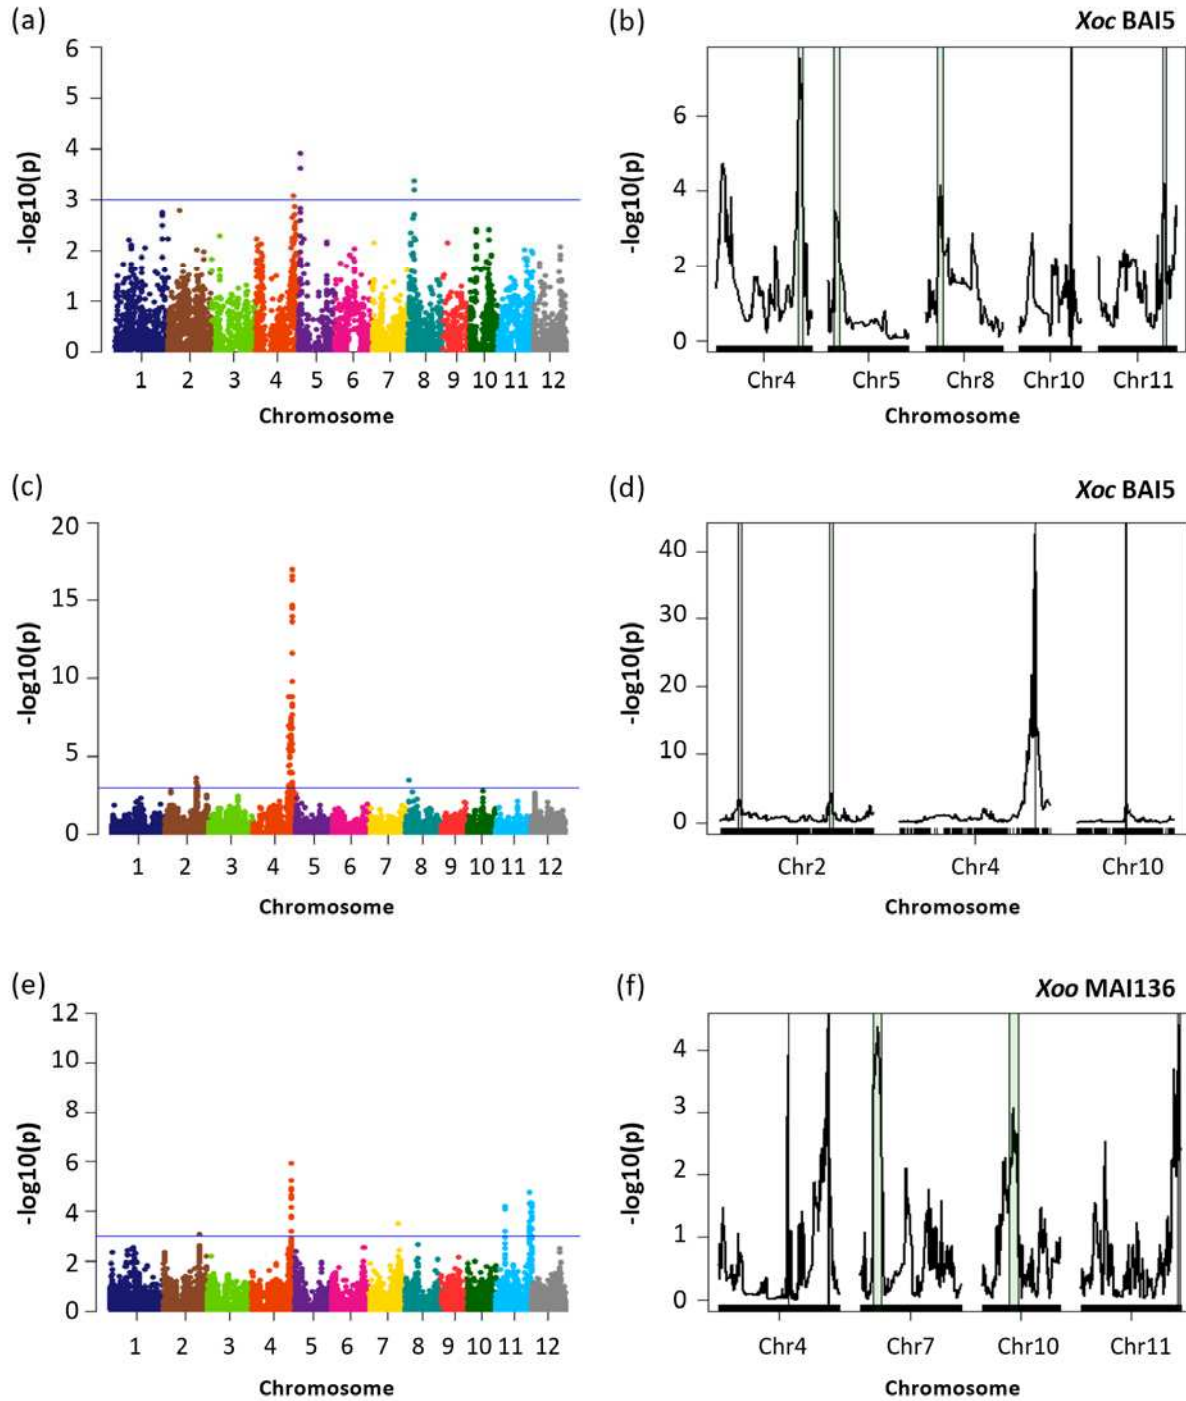 (a)
6
5
4
3
2
1
0
-log10(p)
1 2 3 4 5 6 7 8 9 10 11 12
Chromosome
(b)
Xoc BAI5
6
4
2
0
-log10(p)
Chr4 Chr5 Chr8 Chr10 Chr11
Chromosome
(c)
20
15
10
5
0
-log10(p)
1 2 3 4 5 6 7 8 9 10 11 12
Chromosome
(d)
Xoc BAI5
40
30
20
10
0
-log10(p)
Chr2 Chr4 Chr10
Chromosome
(e)
12
10
8
6
4
2
0
-log10(p)
1 2 3 4 5 6 7 8 9 10 11 12
Chromosome
(f)
Xoo MAI136
4
3
2
1
0
-log10(p)
Chr4 Chr7 Chr10 Chr11
Chromosome